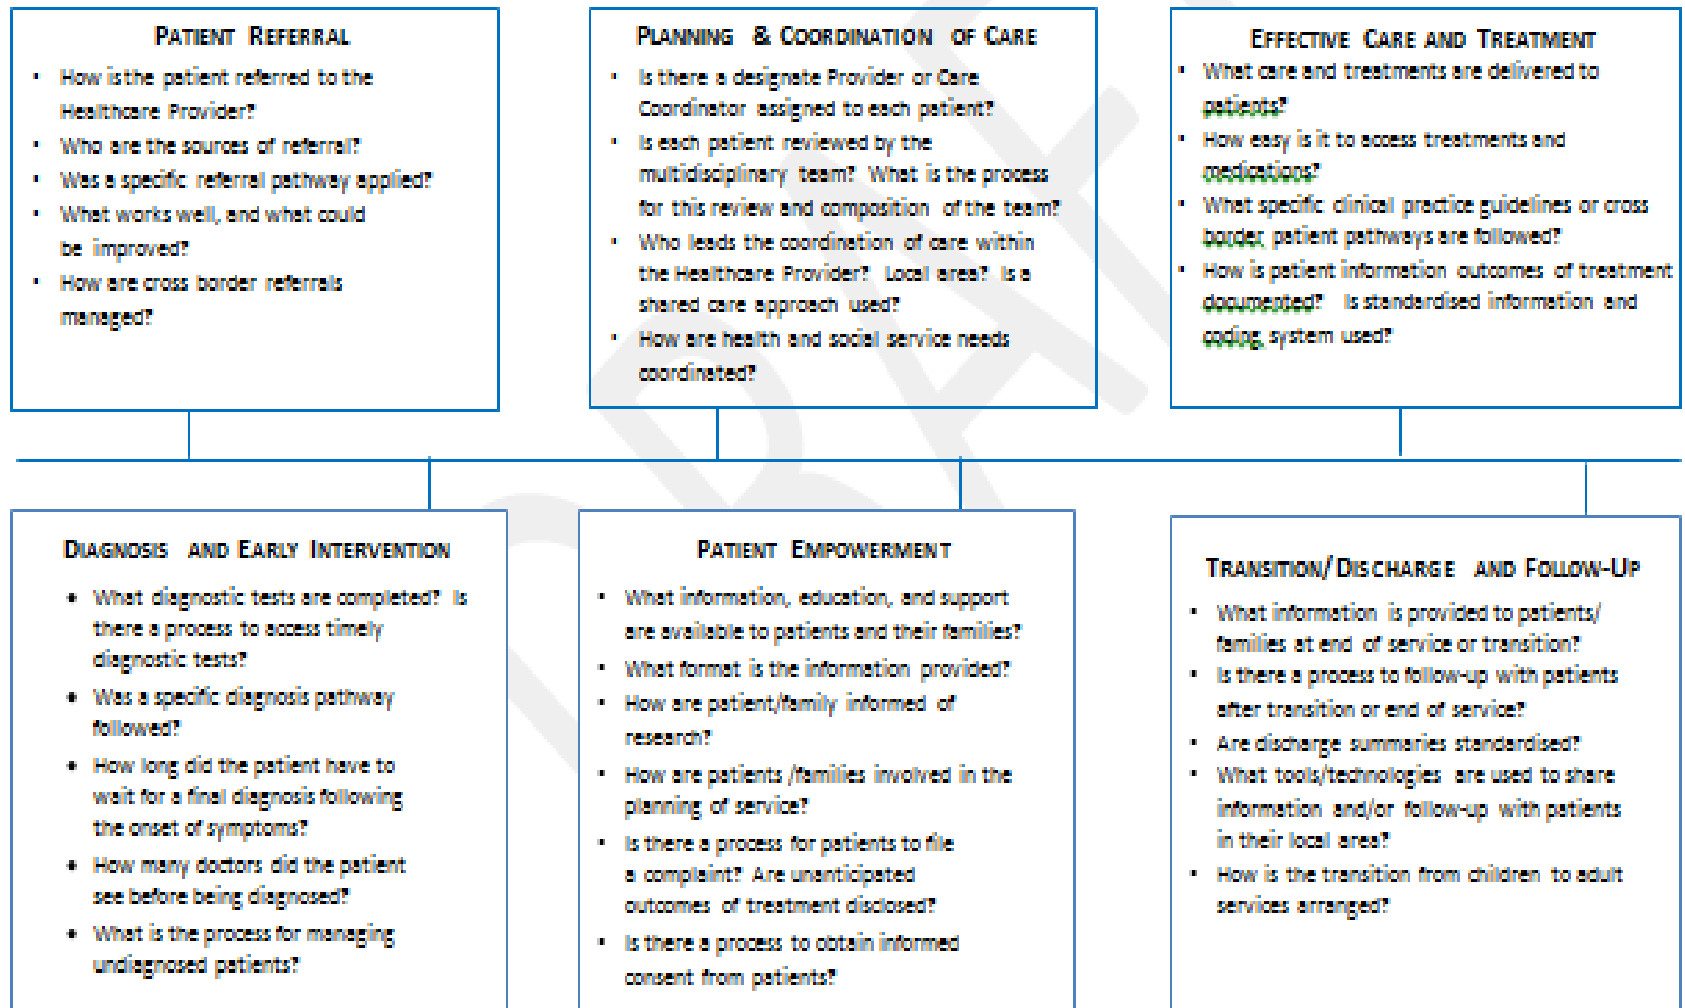 PATIENT REFERRAL
• How is the patient referred to the
Healthcare Provider?
• Who are the sources of referral?
• Was a specific referral pathway applied?
• What works well, and what could
be improved?
• How are cross border referrals
managed?
PLANNING & COORDINATION OF CARE
• Is there a designate Provider or Care
Coordinator assigned to each patient?
• Is each patient reviewed by the
multidisciplinary team? What is the process
for this review and composition of the team?
• Who leads the coordination of care within
the Healthcare Provider? Local area? Is a
shared care approach used?
• How are health and social service needs
coordinated?
EFFECTIVE CARE AND TREATMENT
• What care and treatments are delivered to
patients?
• How easy is it to access treatments and
medications?
• What specific clinical practice guidelines or cross
border patient pathways are followed?
• How is patient information outcomes of treatment
documented? Is standardised information and
coding system used?
DIAGNOSIS AND EARLY INTERVENTION
• What diagnostic tests are completed? Is
there a process to access timely
diagnostic tests?
• Was a specific diagnosis pathway
followed?
• How long did the patient have to
wait for a final diagnosis following
the onset of symptoms?
• How many doctors did the patient
see before being diagnosed?
• What is the process for managing
undiagnosed patients?
PATIENT EMPOWERMENT
• What information, education, and support
are available to patients and their families?
• What format is the information provided?
• How are patient/family informed of
research?
• How are patients /families involved in the
planning of service?
• Is there a process for patients to file
a complaint? Are unanticipated
outcomes of treatment disclosed?
• Is there a process to obtain informed
consent from patients?
TRANSITION/DISCHARGE AND FOLLOW-UP
• What information is provided to patients/
families at end of service or transition?
• Is there a process to follow-up with patients
after transition or end of service?
• Are discharge summaries standardised?
• What tools/technologies are used to share
information and/or follow-up with patients
in their local area?
• How is the transition from children to adult
services arranged?